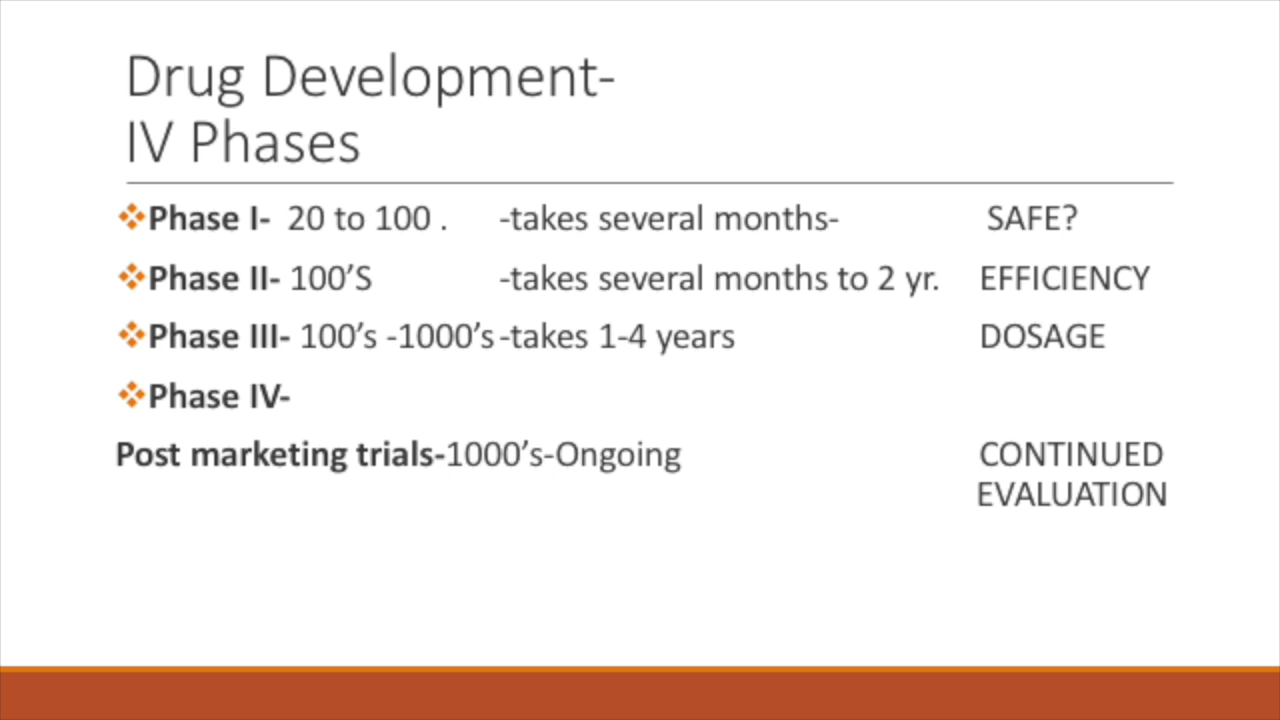 Drug Development-
IV Phases
❖Phase I- 20 to 100 . -takes several months- SAFE?
❖Phase II- 100’S -takes several months to 2 yr. EFFICIENCY
❖Phase III- 100’s -1000’s -takes 1-4 years DOSAGE
❖Phase IV-
Post marketing trials-1000’s-Ongoing CONTINUED
EVALUATION